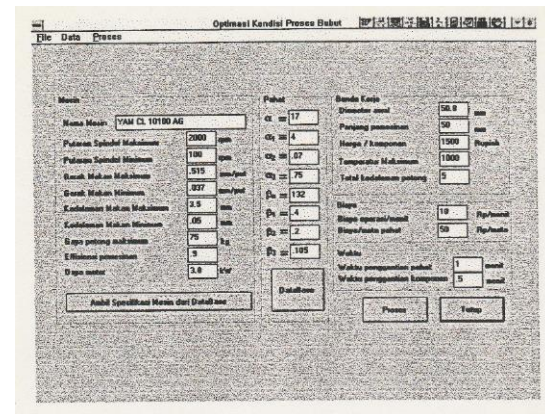 Optimasi Kondisi Proses Bubut
File Data Proses
Mesin
Nama Mesin YAM CL 10100 AG
Putaran Spindel Maksimum 2000 rpm
Putaran Spindel Minimum 100 rpm
Gerak Makan Maksimum .515 mm/put
Gerak Makan Minimum .037 mm/put
Kedalaman Makan Maksimum 3.5 mm
Kedalaman Makan Minimum .05 mm
Gaya potong maksimum 75 kg
Effisiensi pemesinan .9
Daya motor 3.8 kW
Ambil Spesifikasi Mesin dari DataBase
Pahat
α = 17
α₁ = 4
α₂ = .07
α₃ = .75
β₀ = 132
β₁ = .4
β₂ = .2
β₃ = .105
DataBase
Benda Kerja
Diameter awal 50.8 mm
Panjang pemesinan 50 mm
Harga / komponen 1500 Rupiah
Temperatur Maksimum 1000
Total kedalaman potong 5
Biaya
Biaya operasi/menit 10 Rp/menit
Biaya/mata pahat 50 Rp/mata
Waktu
Waktu penggantian pahat 1 menit
Waktu penggantian komponen .5 menit
Proses Tutup